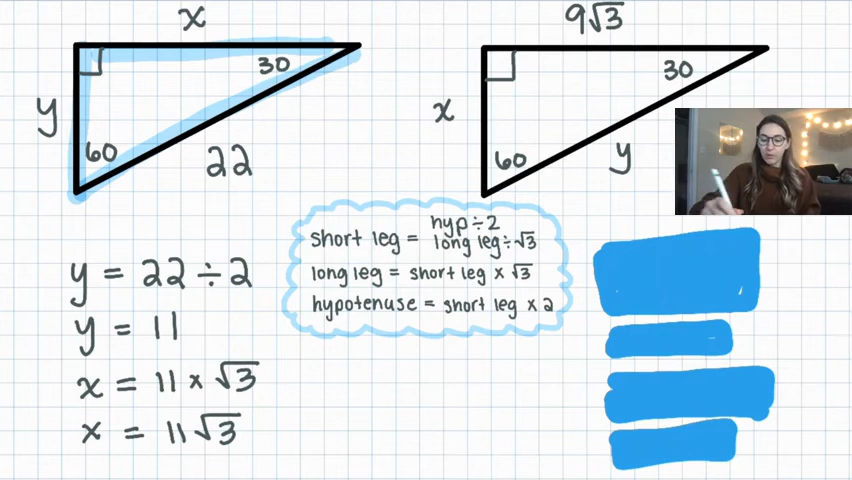 x
30
y
60
22
9√3
30
x
60
y
short leg = hyp÷2
long leg÷√3
long leg = short leg x √3
hypotenuse = short leg x 2
y = 22 ÷ 2
y = 11
x = 11 x √3
x = 11√3